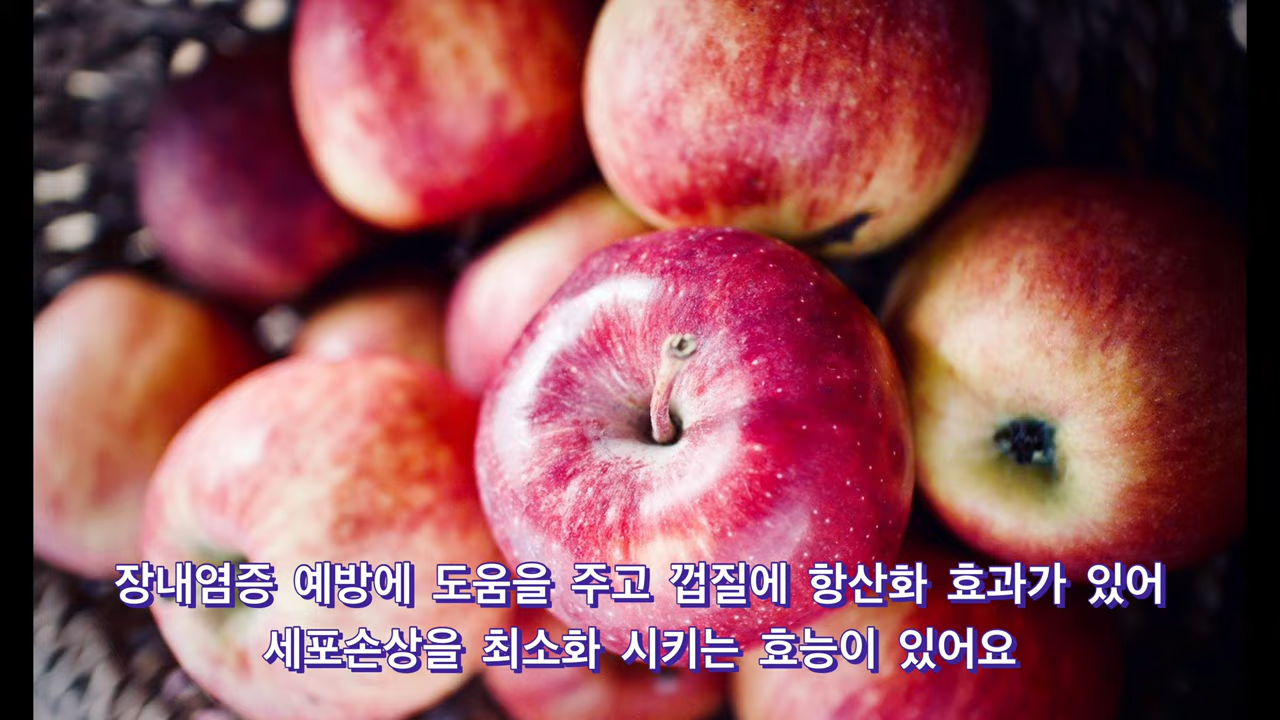 장내염증 예방에 도움을 주고 껍질에 항산화 효과가 있어
세포손상을 최소화 시키는 효능이 있어요